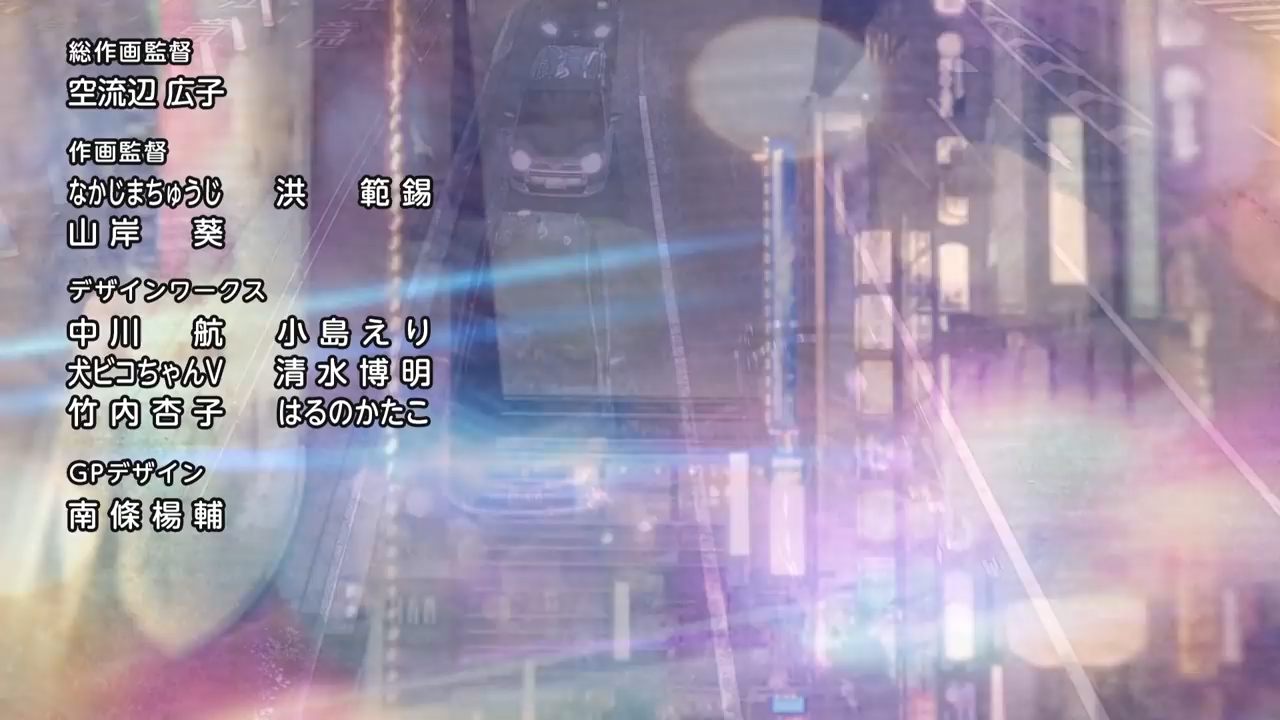 総作画監督
空流辺 広子
作画監督
なかじまちゅうじ　洪　範錫
山岸　葵
デザインワークス
中川　航　小島えり
犬ビコちゃんV　清水博明
竹内杏子　はるのかたこ
GPデザイン
南條楊輔